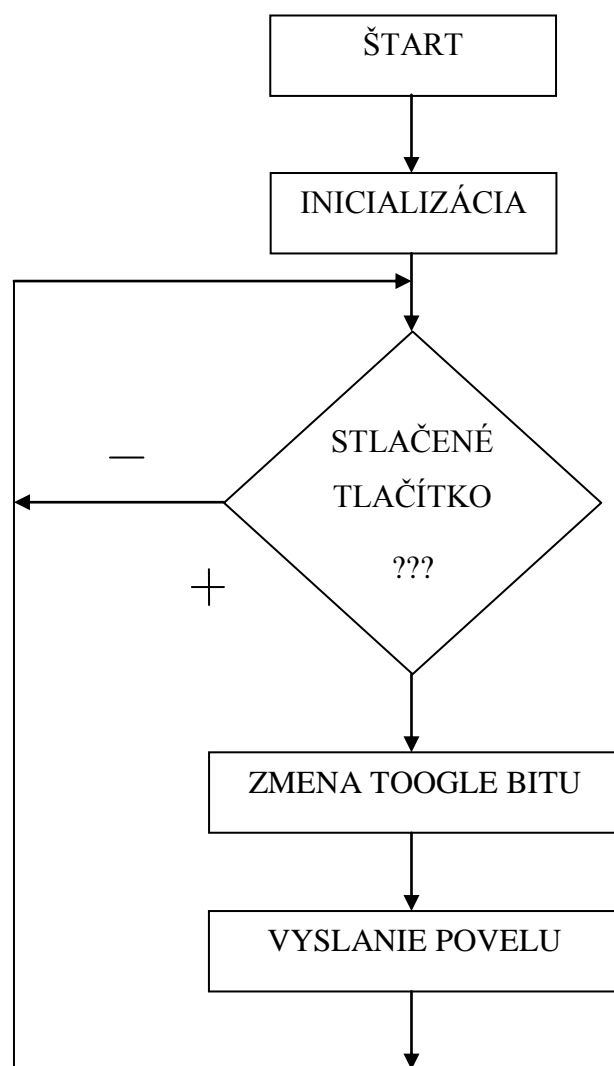 ŠTART
INICIALIZÁCIA
STLAČENÉ
TLAČÍTKO
???
—
+
ZMENA TOOGLE BITU
VYSLANIE POVELU